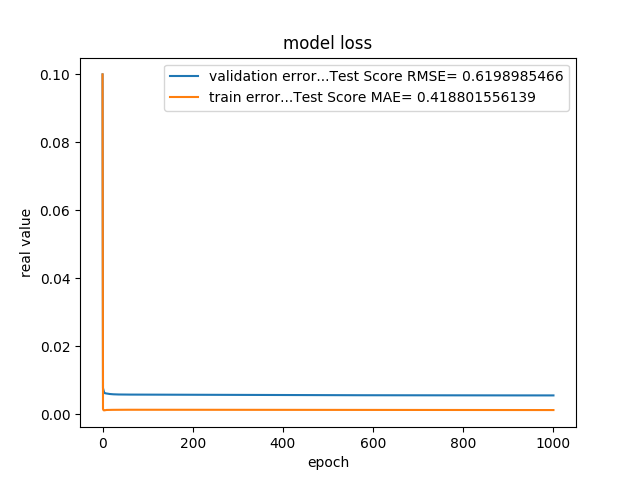 model loss
validation error...Test Score RMSE= 0.6198985466
train error...Test Score MAE= 0.418801556139
real value
0.10
0.08
0.06
0.04
0.02
0.00
0 200 400 600 800 1000
epoch